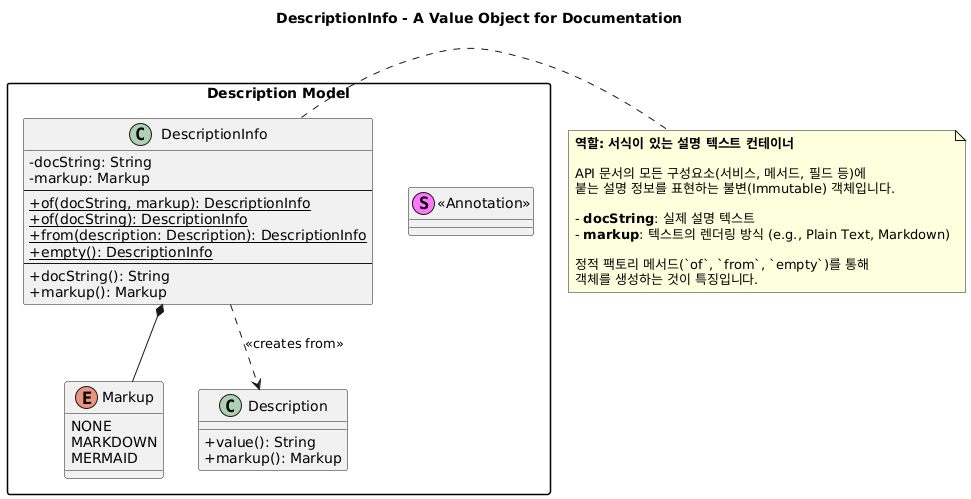 DescriptionInfo - A Value Object for Documentation
Description Model
C DescriptionInfo
-docString: String
-markup: Markup
+of(docString, markup): DescriptionInfo
+of(docString): DescriptionInfo
+from(description: Description): DescriptionInfo
+empty(): DescriptionInfo
+docString(): String
+markup(): Markup
S «Annotation»
역할: 서식이 있는 설명 텍스트 컨테이너
API 문서의 모든 구성요소(서비스, 메서드, 필드 등)에
붙는 설명 정보를 표현하는 불변(Immutable) 객체입니다.
- docString: 실제 설명 텍스트
- markup: 텍스트의 렌더링 방식 (e.g., Plain Text, Markdown)
정적 팩토리 메서드(`of`, `from`, `empty`)를 통해
객체를 생성하는 것이 특징입니다.
«creates from»
E Markup
NONE
MARKDOWN
MERMAID
C Description
+value(): String
+markup(): Markup